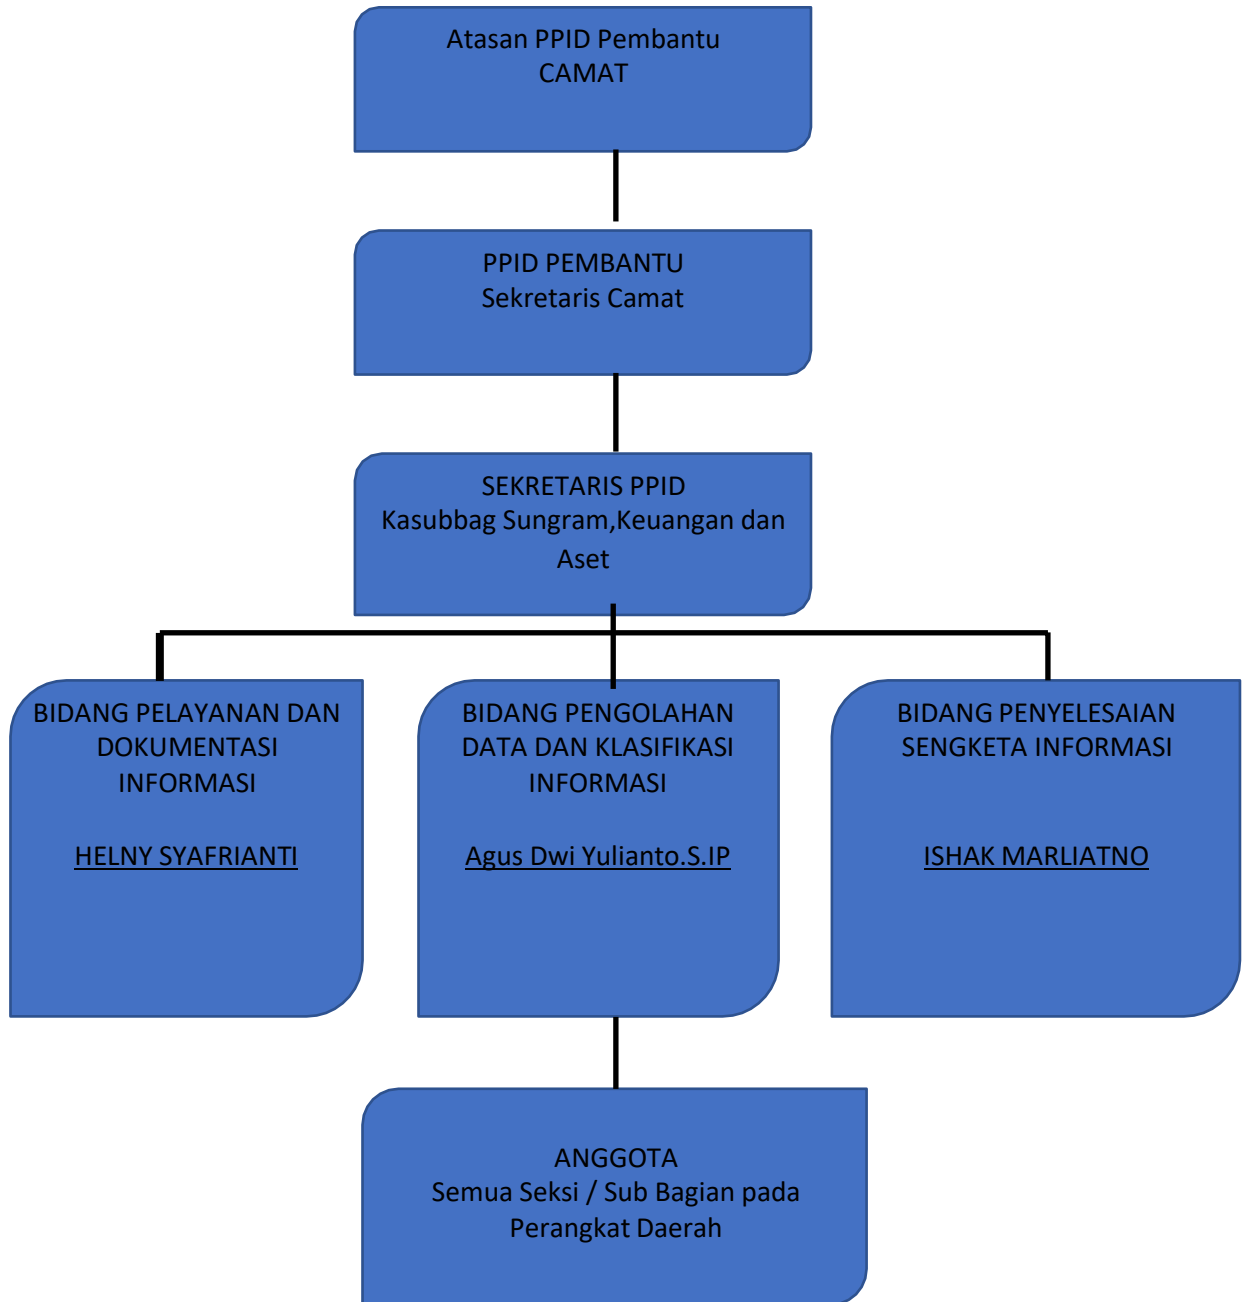 Atasan PPID Pembantu
CAMAT
PPID PEMBANTU
Sekretaris Camat
SEKRETARIS PPID
Kasubbag Sungram,Keuangan dan
Aset
BIDANG PELAYANAN DAN
DOKUMENTASI
INFORMASI
HELNY SYAFRIANTI
BIDANG PENGOLAHAN
DATA DAN KLASIFIKASI
INFORMASI
Agus Dwi Yulianto.S.IP
BIDANG PENYELESAIAN
SENGKETA INFORMASI
ISHAK MARLIATNO
ANGGOTA
Semua Seksi / Sub Bagian pada
Perangkat Daerah